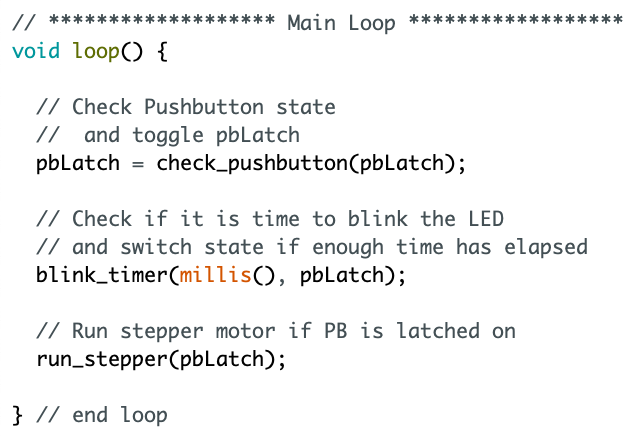 // ******************* Main Loop ******************
void loop() {
// Check Pushbutton state
//  and toggle pbLatch
pbLatch = check_pushbutton(pbLatch);
// Check if it is time to blink the LED
// and switch state if enough time has elapsed
blink_timer(millis(), pbLatch);
// Run stepper motor if PB is latched on
run_stepper(pbLatch);
} // end loop